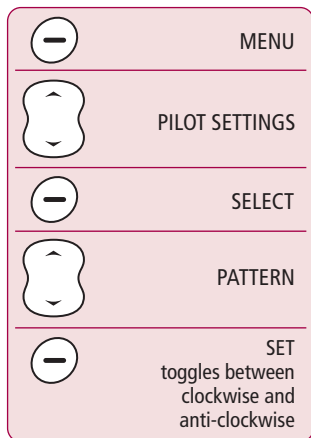 MENU
PILOT SETTINGS
SELECT
PATTERN
SET
toggles between
clockwise and
anti-clockwise